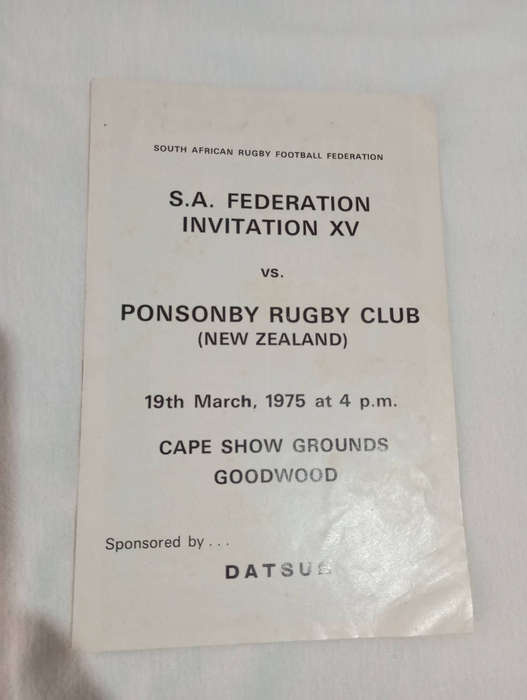 SOUTH AFRICAN RUGBY FOOTBALL FEDERATION
S.A. FEDERATION
INVITATION XV
vs.
PONSONBY RUGBY CLUB
(NEW ZEALAND)
19th March, 1975 at 4 p.m.
CAPE SHOW GROUNDS
GOODWOOD
Sponsored by . . .
DATSUN